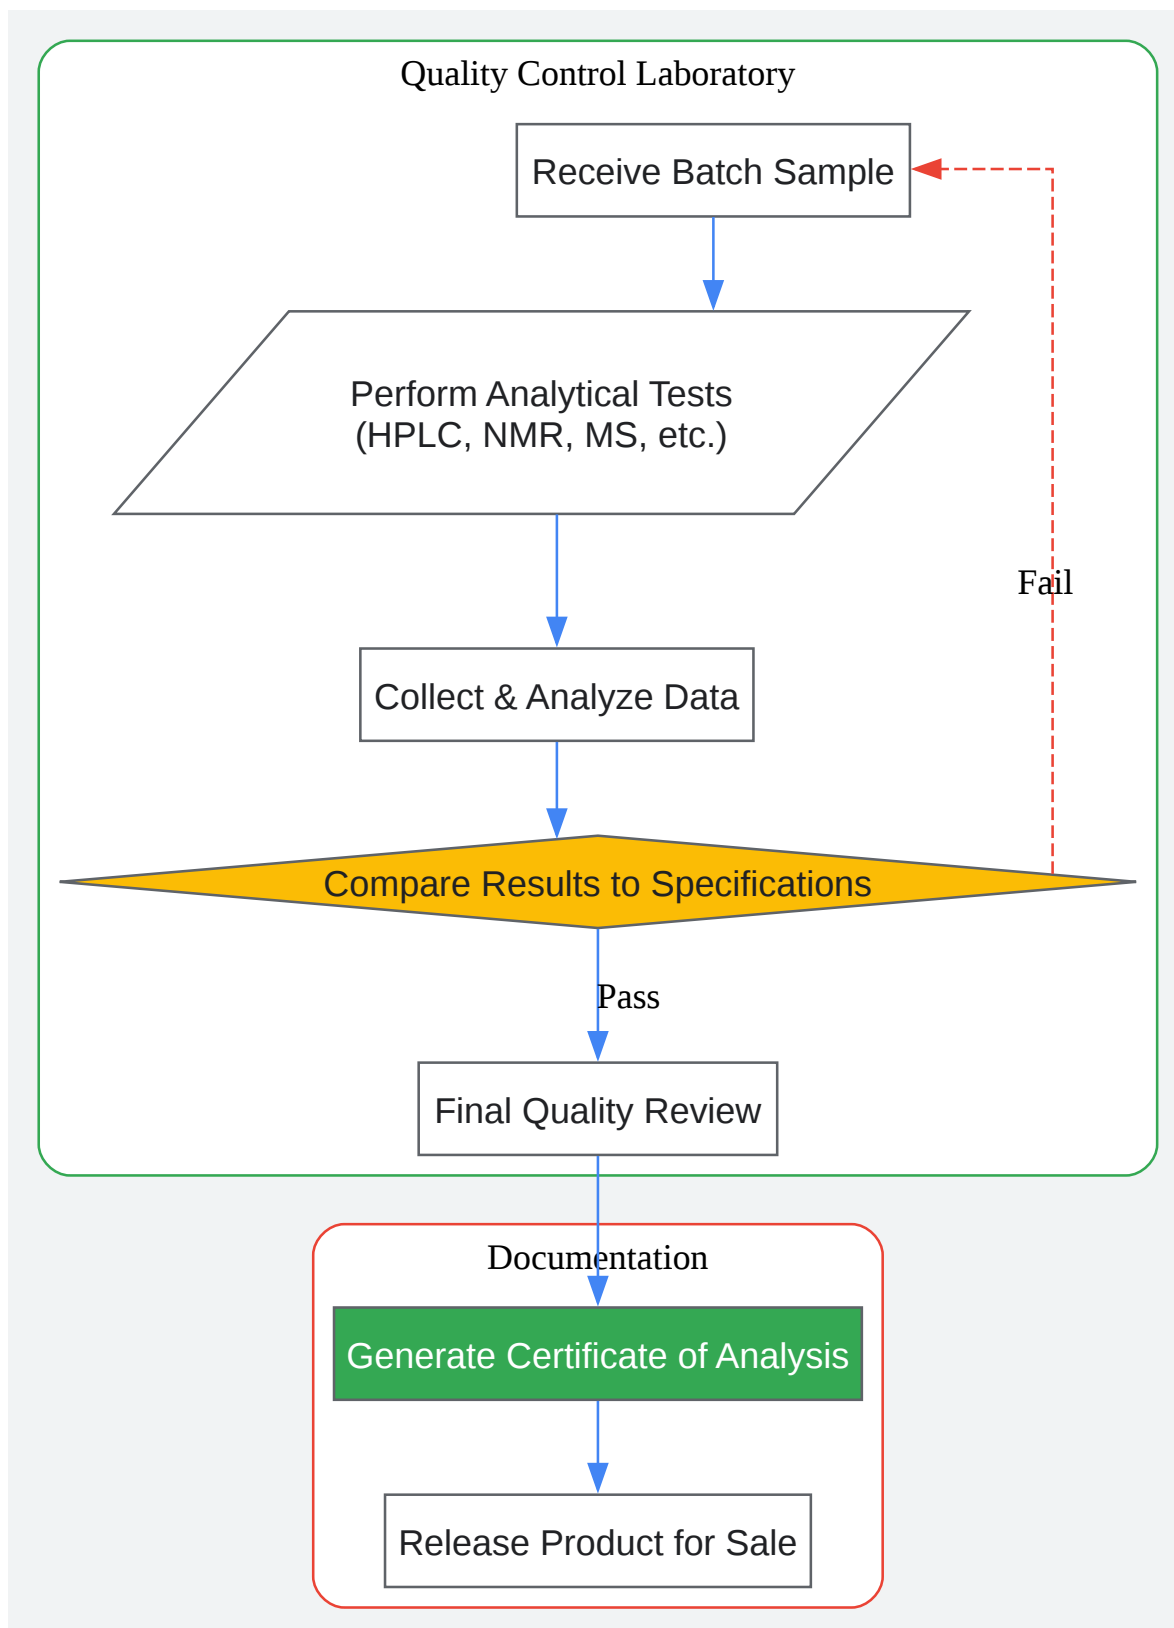 Quality Control Laboratory
Receive Batch Sample
Perform Analytical Tests
(HPLC, NMR, MS, etc.)
Fail
Collect & Analyze Data
Compare Results to Specifications
Pass
Final Quality Review
Documentation
Generate Certificate of Analysis
Release Product for Sale